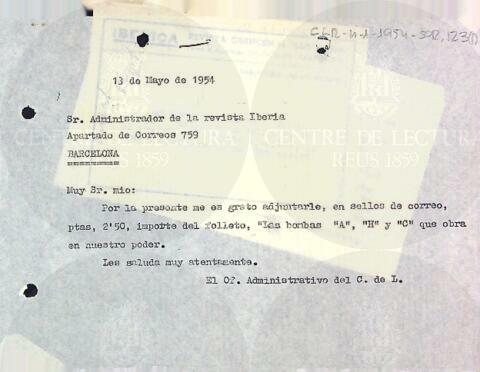 CLR-11-1-1954-SDR,123(1)
IBERICA
13 de Mayo de 1954
Sr. Administrador de la revista Iberia
Apartado de Correos 759
BARCELONA
Muy Sr. mio:
Por la presente me es grato adjuntarle, en sellos de correo,
ptas, 2'50, importe del folleto, "Las bombas "A", "H" y "C" que obra
en nuestro poder.
Les saluda muy atentamente.
El Of. Administrativo del C. de L.
CENTRE DE LECTURA
REUS 1859
CENTRE DE LECTURA
REUS 1859